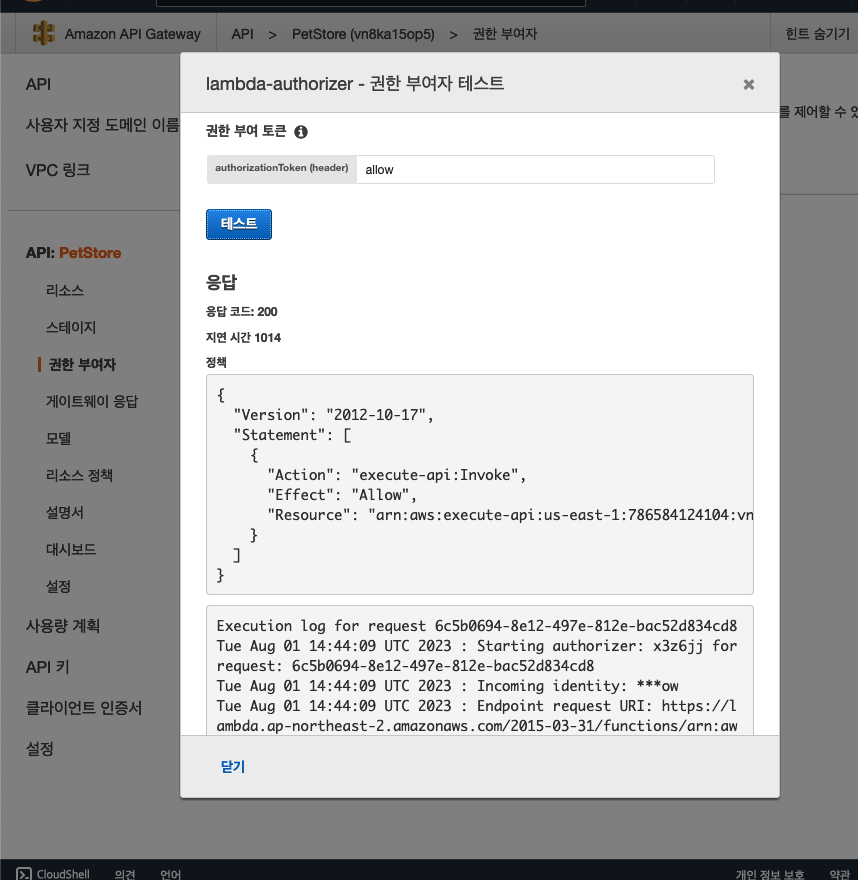 Amazon API Gateway
API > PetStore (vn8ka15op5) > 권한 부여자
힌트 숨기기
API
사용자 지정 도메인 이름
VPC 링크
API: PetStore
리소스
스테이지
권한 부여자
게이트웨이 응답
모델
리소스 정책
설명서
대시보드
설정
사용량 계획
API 키
클라이언트 인증서
설정
를 제어할 수 있
lambda-authorizer - 권한 부여자 테스트
권한 부여 토큰
authorizationToken (header) allow
테스트
응답
응답 코드: 200
지연 시간 1014
정책
{
"Version": "2012-10-17",
"Statement": [
{
"Action": "execute-api:Invoke",
"Effect": "Allow",
"Resource": "arn:aws:execute-api:us-east-1:786584124104:vn
}
]
}
Execution log for request 6c5b0694-8e12-497e-812e-bac52d834cd8
Tue Aug 01 14:44:09 UTC 2023 : Starting authorizer: x3z6jj for
request: 6c5b0694-8e12-497e-812e-bac52d834cd8
Tue Aug 01 14:44:09 UTC 2023 : Incoming identity: ***ow
Tue Aug 01 14:44:09 UTC 2023 : Endpoint request URI: https://l
ambda.ap-northeast-2.amazonaws.com/2015-03-31/functions/arn:aw
닫기
CloudShell 의견 언어 개인 정보 보호 약관